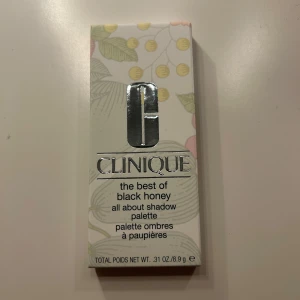 CLINIQUE
the best of
black honey
all about shadow
palette
palette ombres
à paupières
TOTAL POIDS NET WT. .31 OZ/8.9 g ℮